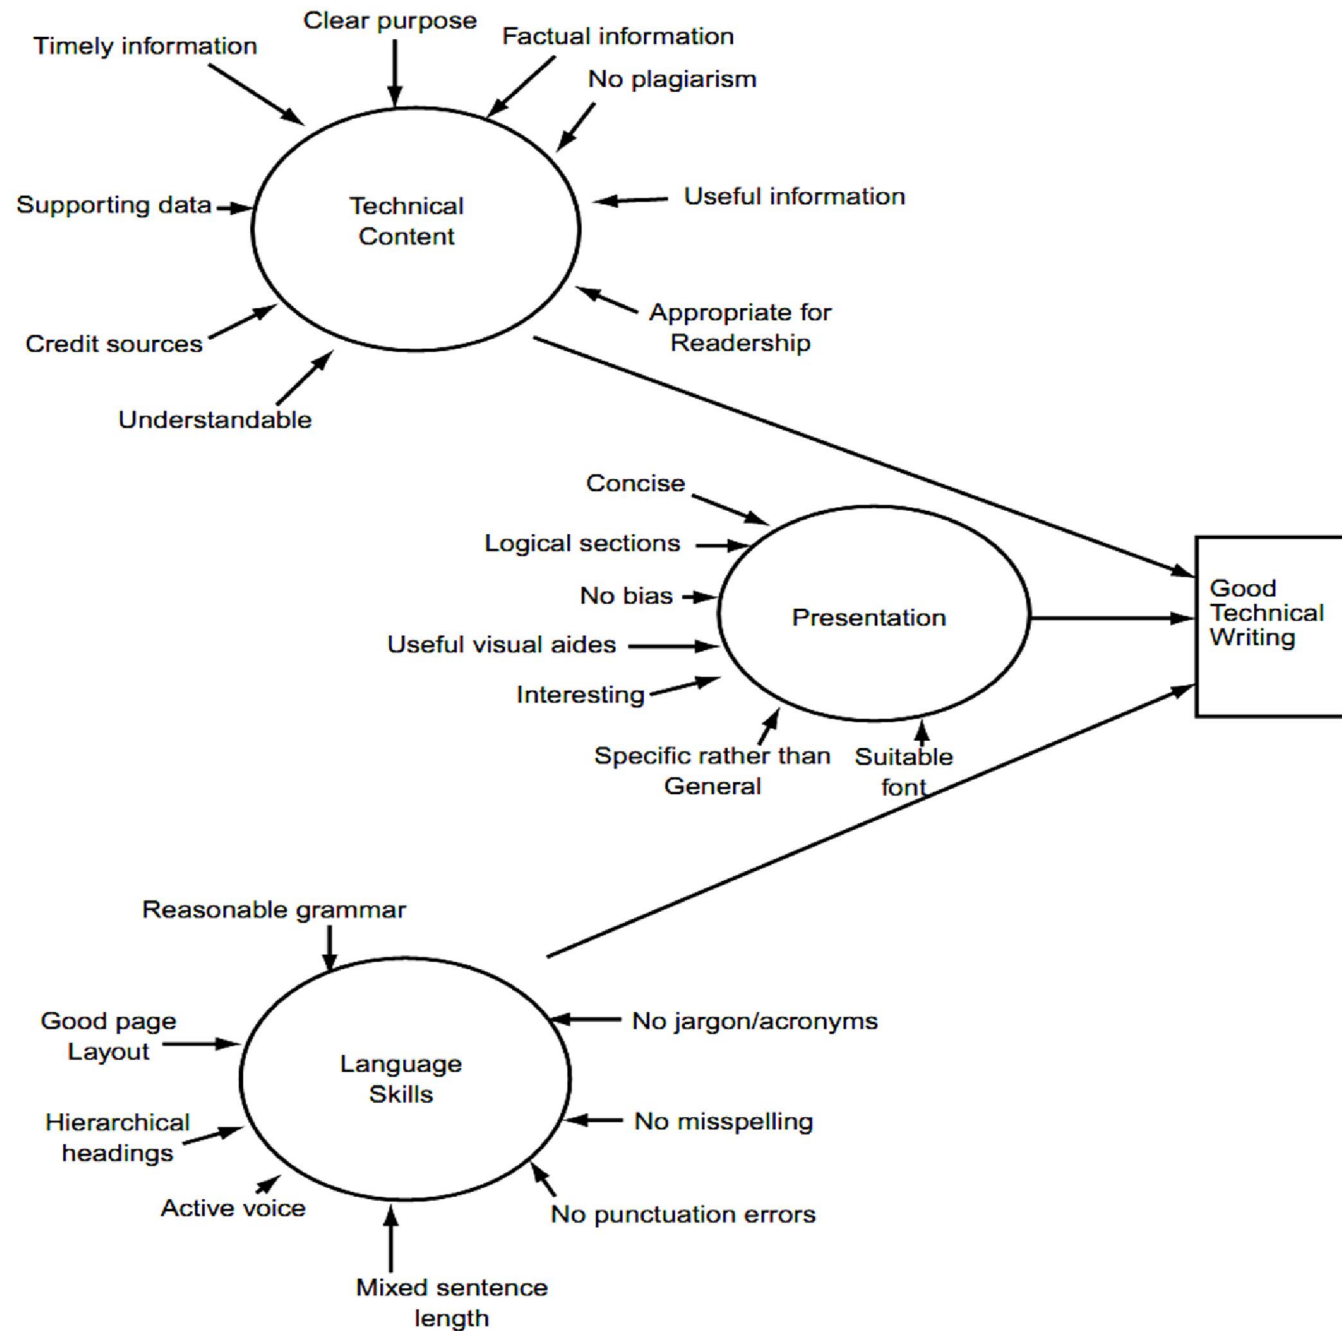 Clear purpose
Timely information
Factual information
No plagiarism
Supporting data
Technical
Content
Useful information
Appropriate for
Readership
Credit sources
Understandable
Concise
Logical sections
No bias
Useful visual aides
Interesting
Specific rather than
General
Suitable
font
Presentation
Good
Technical
Writing
Reasonable grammar
Good page
Layout
Language
Skills
No jargon/acronyms
Hierarchical
headings
No misspelling
Active voice
No punctuation errors
Mixed sentence
length